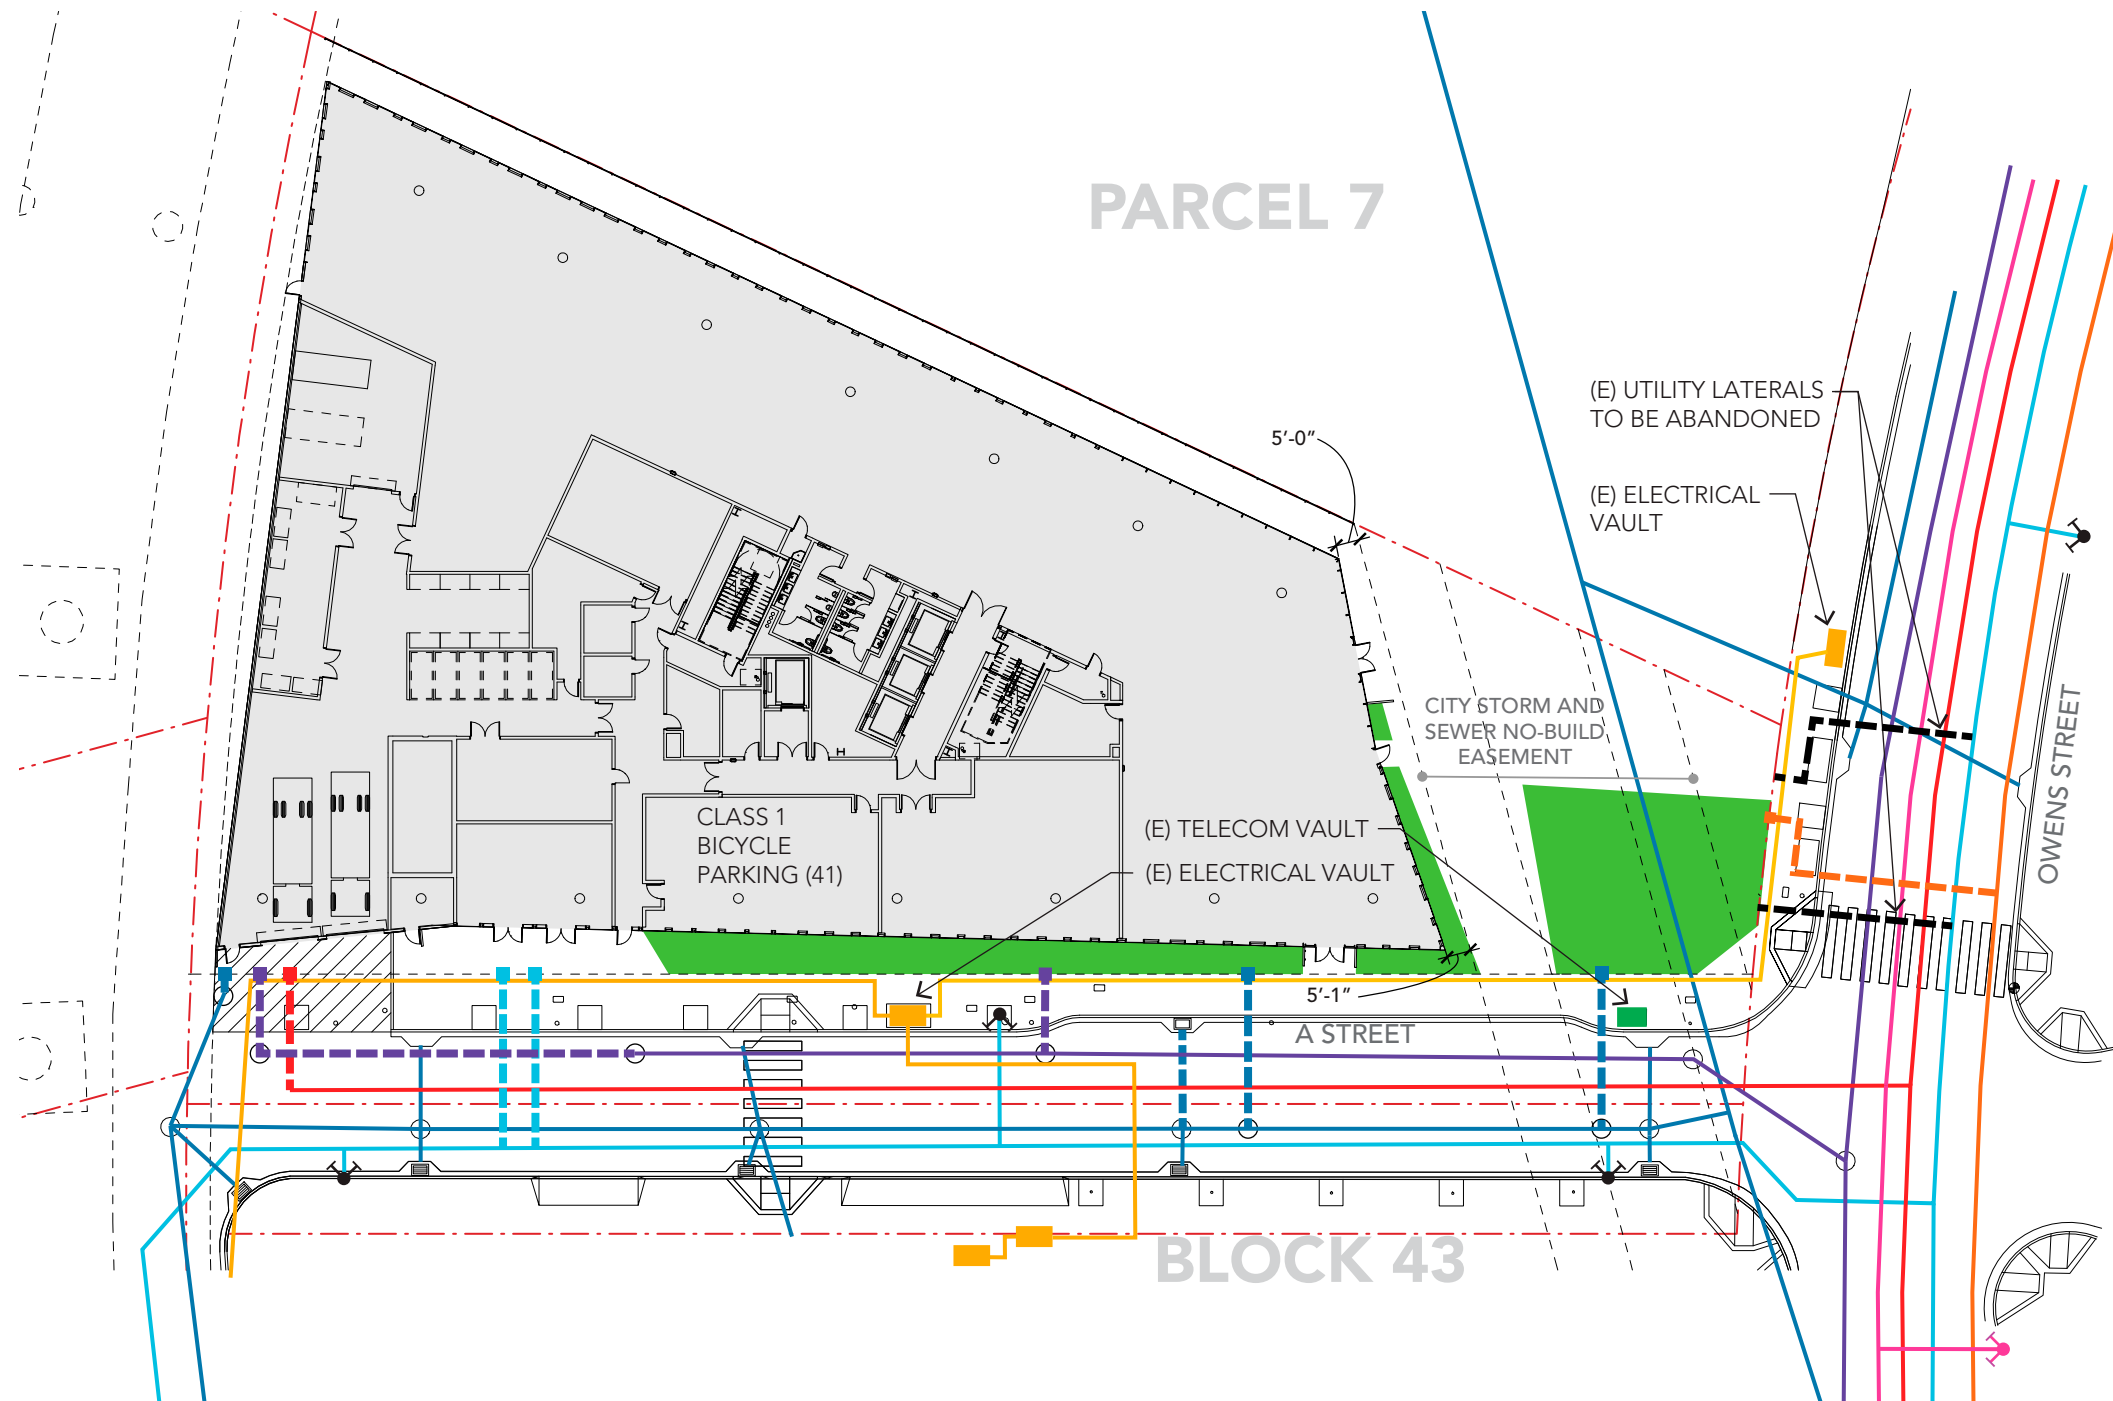 PARCEL 7
(E) UTILITY LATERALS
TO BE ABANDONED
5'-0"
(E) ELECTRICAL
VAULT
CITY STORM AND
SEWER NO-BUILD
EASEMENT
OWENS STREET
CLASS 1
BICYCLE
PARKING (41)
(E) TELECOM VAULT
(E) ELECTRICAL VAULT
5'-1"
A STREET
BLOCK 43